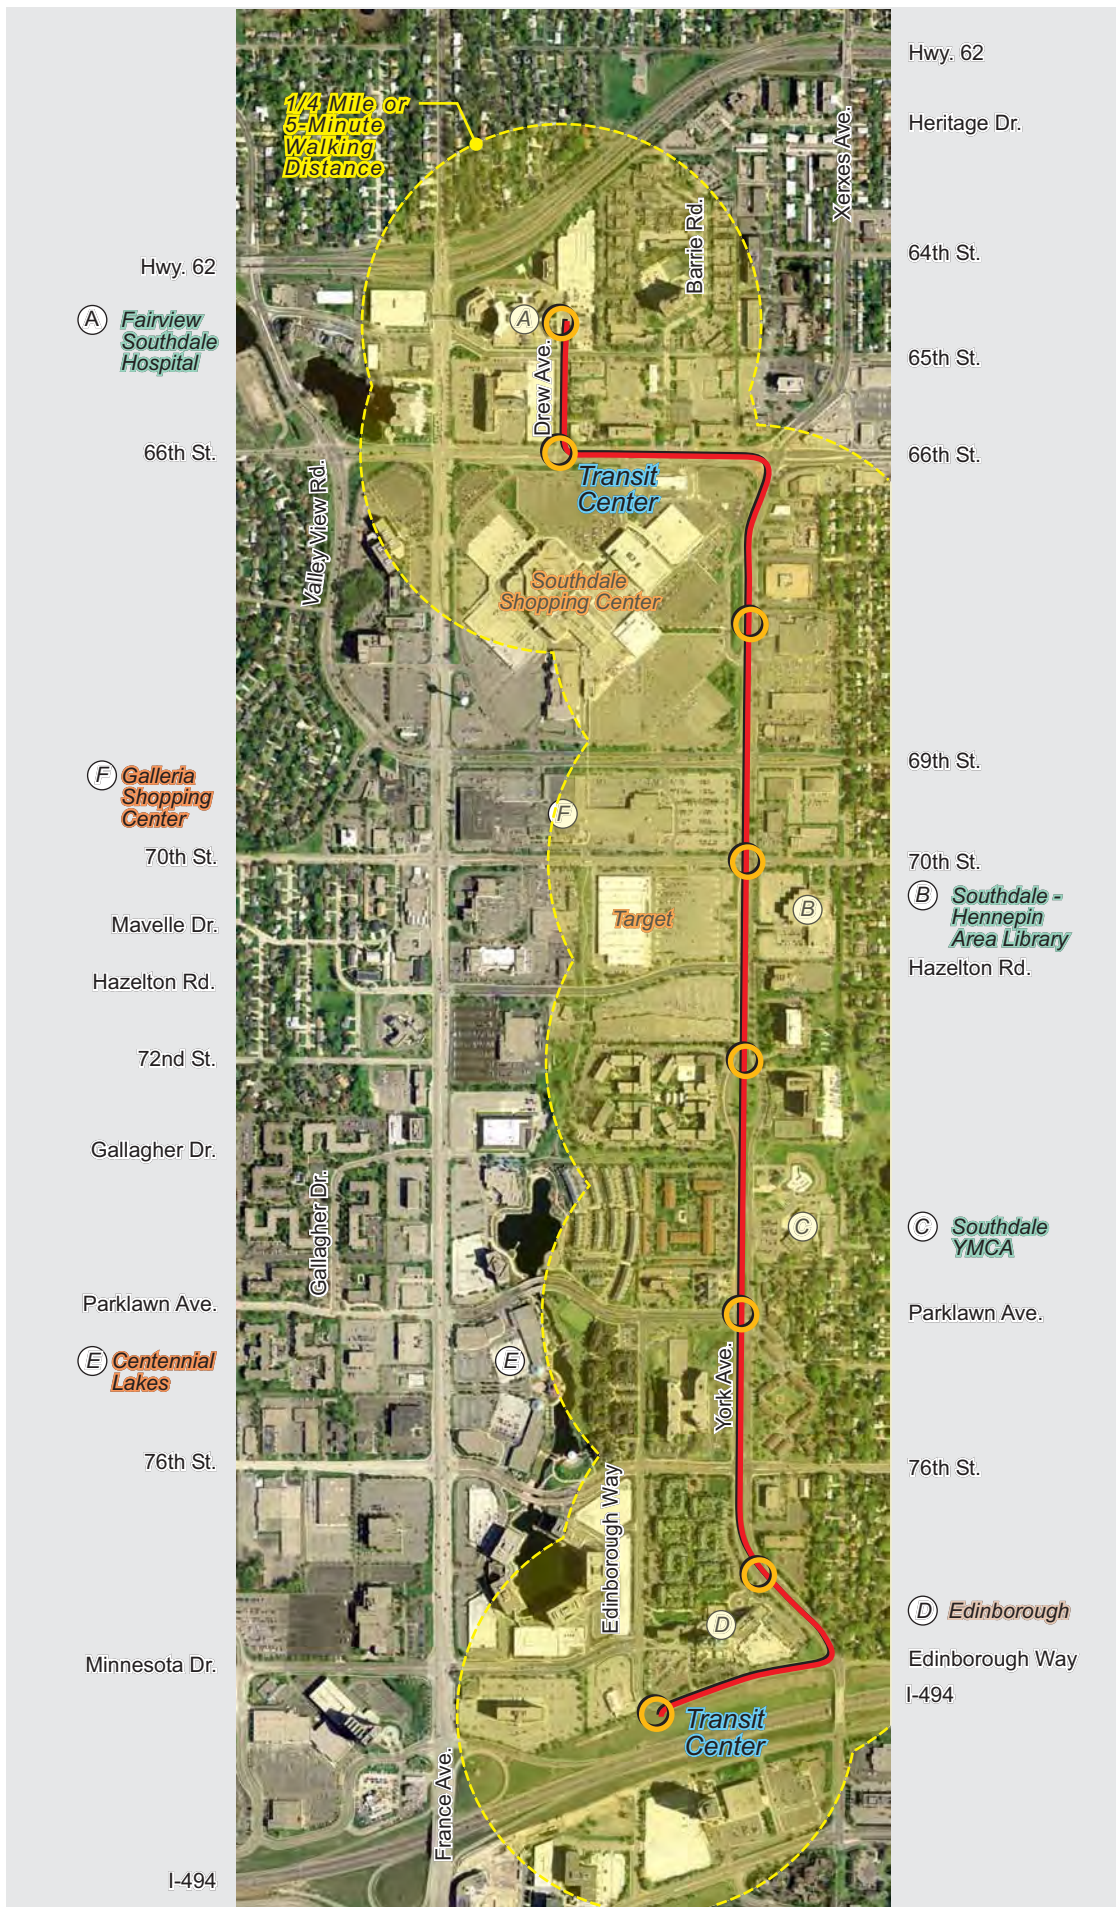 Hwy. 62
Heritage Dr.
1/4 Mile or
5-Minute
Walking
Distance
Xerxes Ave.
Barrie Rd.
64th St.
Hwy. 62
A
Fairview
Southdale
Hospital
A
Drew Ave.
65th St.
66th St.
66th St.
Transit
Center
Valley View Rd.
Southdale
Shopping Center
69th St.
F
Galleria
Shopping
Center
F
70th St.
70th St.
B
Southdale -
Hennepin
Area Library
Target
B
Mavelle Dr.
Hazelton Rd.
Hazelton Rd.
72nd St.
Gallagher Dr.
Gallagher Dr.
C
C
Southdale
YMCA
Parklawn Ave.
Parklawn Ave.
E
Centennial
Lakes
E
York Ave.
76th St.
76th St.
Edinborough Way
D
D
Edinborough
Minnesota Dr.
Edinborough Way
I-494
Transit
Center
France Ave.
I-494